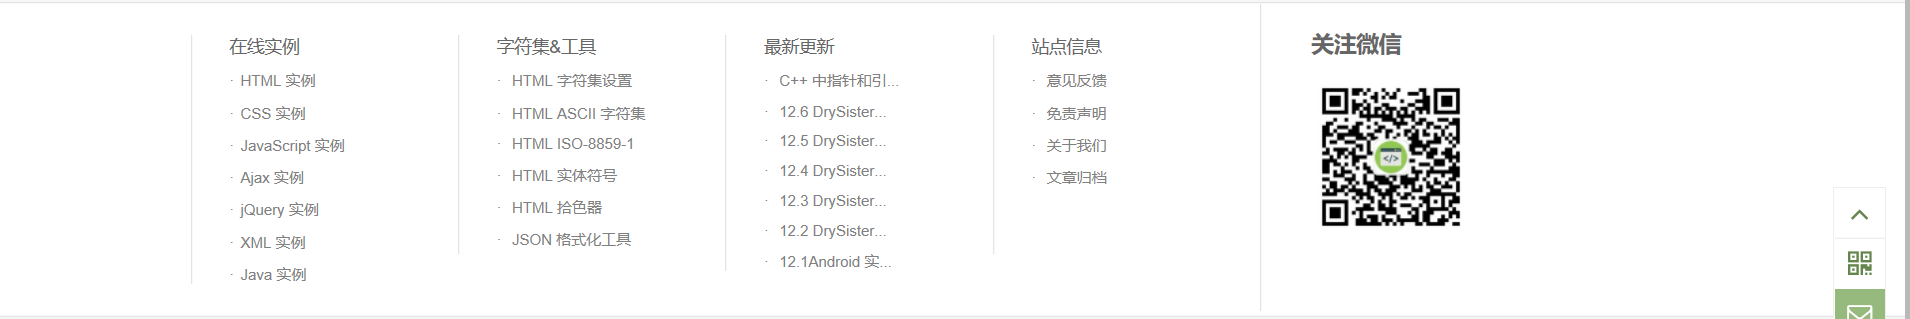 在线实例
· HTML 实例
· CSS 实例
· JavaScript 实例
· Ajax 实例
· jQuery 实例
· XML 实例
· Java 实例
字符集&工具
· HTML 字符集设置
· HTML ASCII 字符集
· HTML ISO-8859-1
· HTML 实体符号
· HTML 拾色器
· JSON 格式化工具
最新更新
· C++ 中指针和引...
· 12.6 DrySister...
· 12.5 DrySister...
· 12.4 DrySister...
· 12.3 DrySister...
· 12.2 DrySister...
· 12.1Android 实...
站点信息
· 意见反馈
· 免责声明
· 关于我们
· 文章归档
关注微信